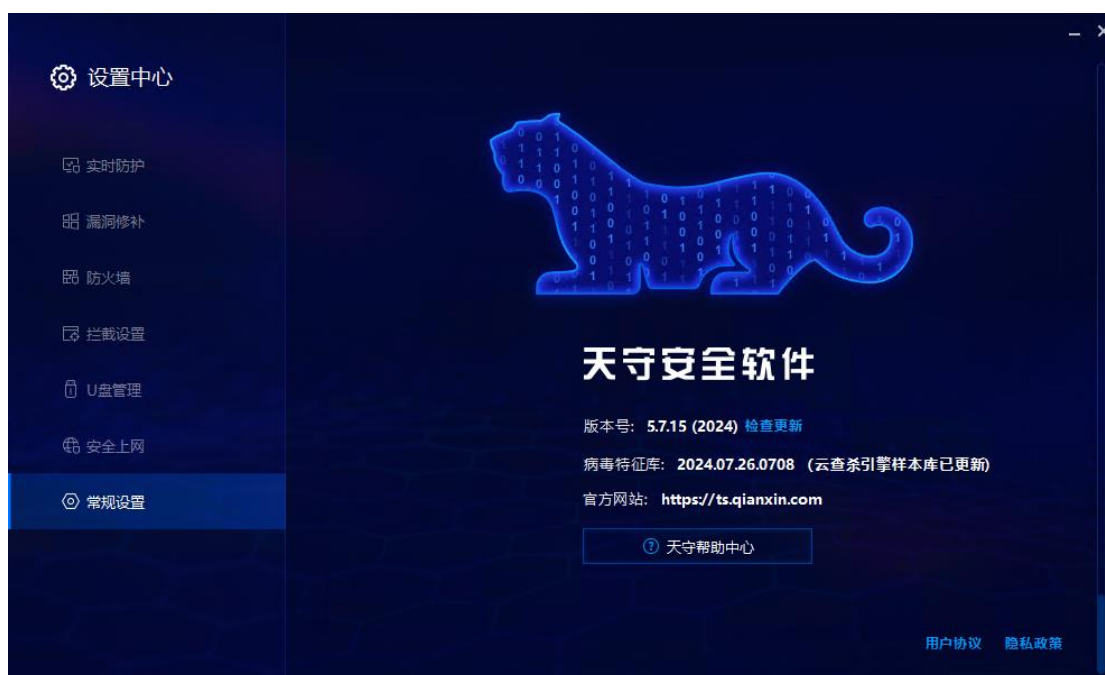 设置中心
实时防护
漏洞修补
防火墙
拦截设置
U盘管理
安全上网
常规设置
天守安全软件
版本号: 5.7.15 (2024) 检查更新
病毒特征库: 2024.07.26.0708 (云查杀引擎样本库已更新)
官方网站: https://ts.qianxin.com
天守帮助中心
用户协议 隐私政策